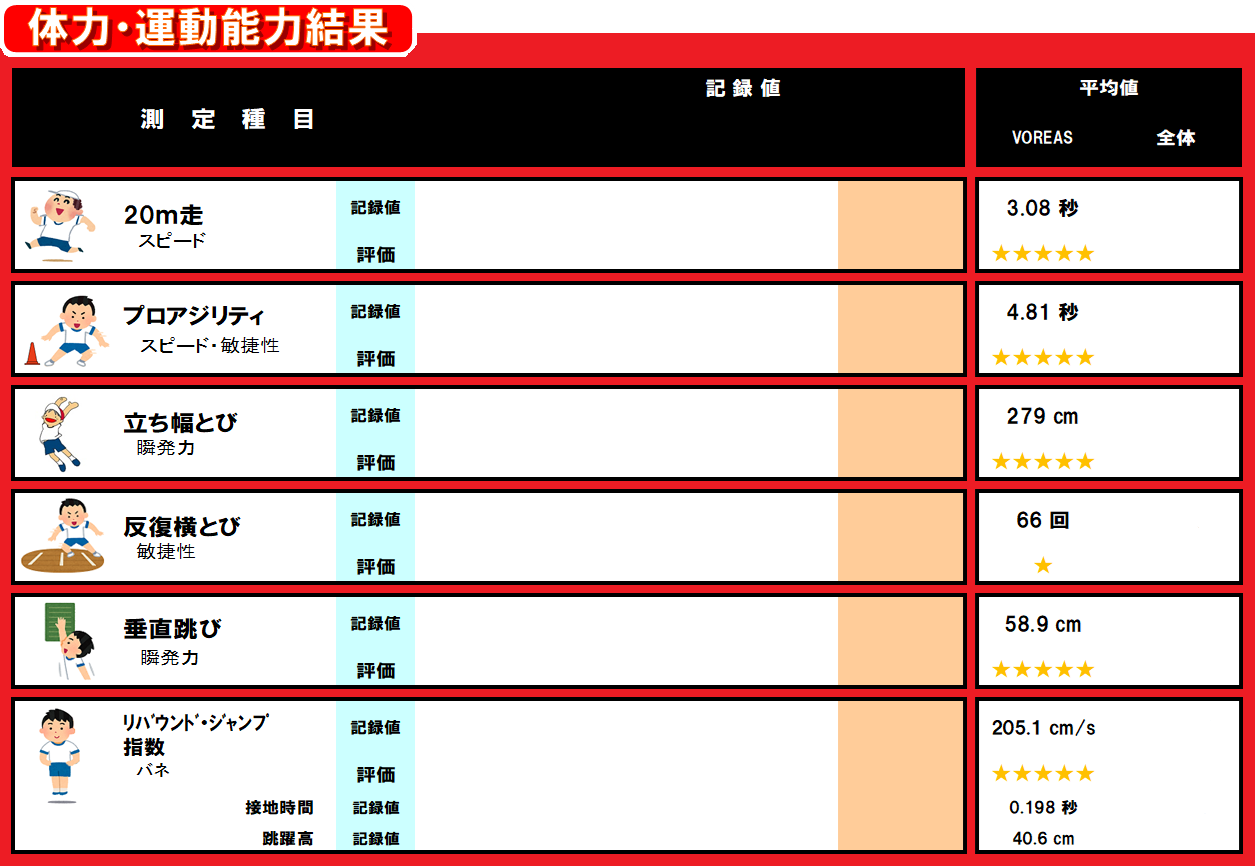 体力・運動能力結果
測 定 種 目
記 録 値
平均値
VOREAS 全体
20m走
スピード
記録値
評価
3.08 秒
★★★★★
プロアジリティ
スピード・敏捷性
記録値
評価
4.81 秒
★★★★★
立ち幅とび
瞬発力
記録値
評価
279 cm
★★★★★
反復横とび
敏捷性
記録値
評価
66 回
★
垂直跳び
瞬発力
記録値
評価
58.9 cm
★★★★★
ﾘﾊﾞｳﾝﾄﾞ・ｼﾞｬﾝﾌﾟ
指数
バネ
記録値
評価
205.1 cm/s
★★★★★
接地時間 記録値 0.198 秒
跳躍高 記録値 40.6 cm